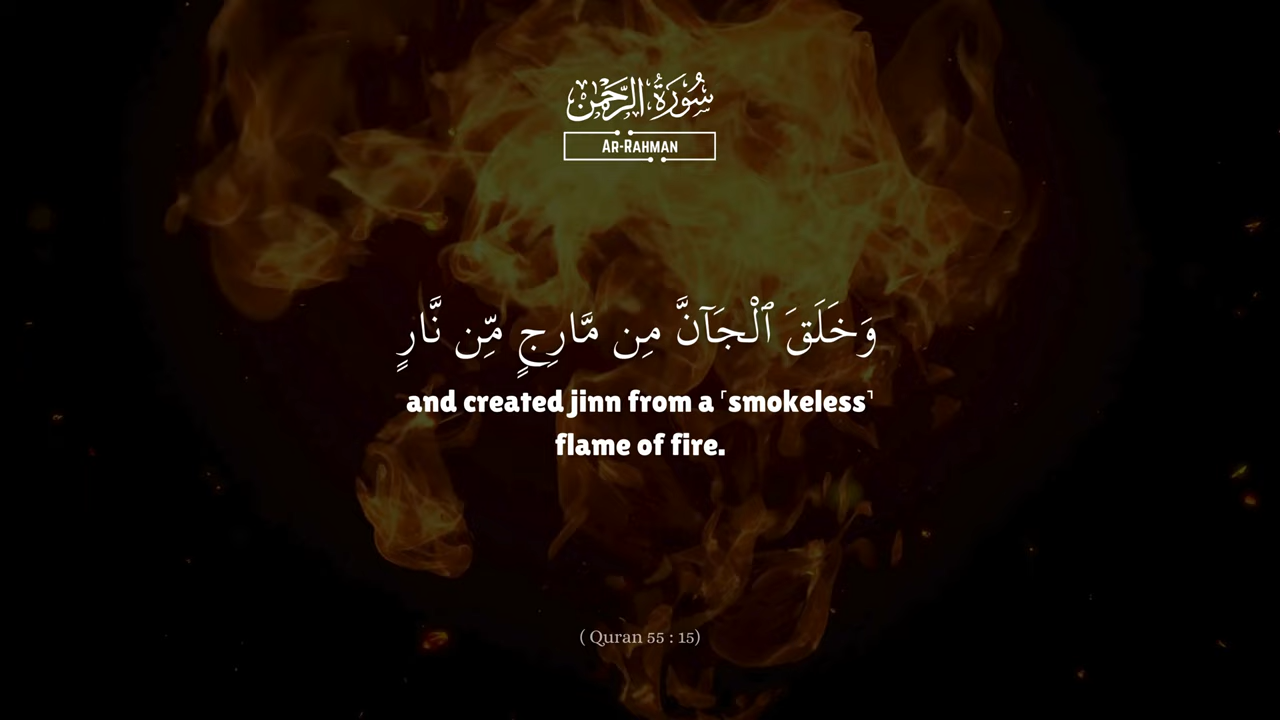 سُورَةُ الرَّحْمَٰن
AR-RAHMAN
وَخَلَقَ ٱلْجَآنَّ مِن مَّارِجٍ مِّن نَّارٍ
and created jinn from a ˹smokeless˺
flame of fire.
( Quran 55 : 15)